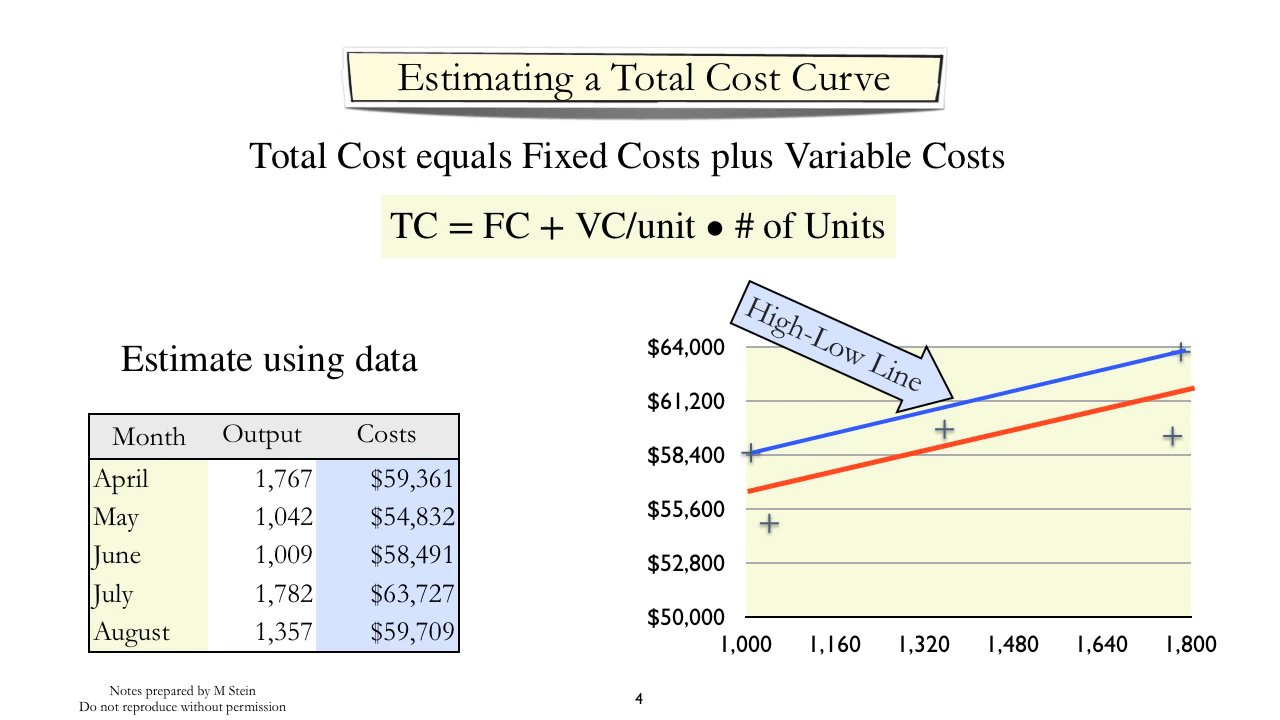 Estimating a Total Cost Curve
Total Cost equals Fixed Costs plus Variable Costs
TC = FC + VC/unit • # of Units
Estimate using data
Month Output Costs
April 1,767 $59,361
May 1,042 $54,832
June 1,009 $58,491
July 1,782 $63,727
August 1,357 $59,709
High-Low Line
$64,000
$61,200
$58,400
$55,600
$52,800
$50,000
1,000 1,160 1,320 1,480 1,640 1,800
Notes prepared by M Stein
Do not reproduce without permission
4